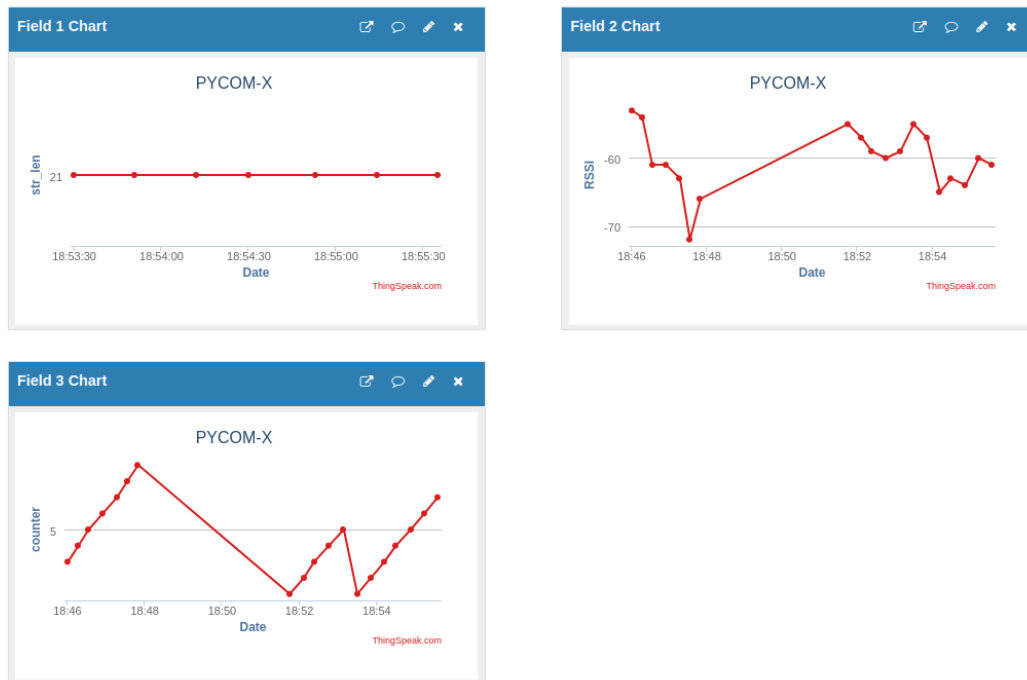 Field 1 Chart
PYCOM-X
str_len
21
18:53:30 18:54:00 18:54:30 18:55:00 18:55:30
Date
ThingSpeak.com
Field 2 Chart
PYCOM-X
RSSI
-60
-70
18:46 18:48 18:50 18:52 18:54
Date
ThingSpeak.com
Field 3 Chart
PYCOM-X
counter
5
18:46 18:48 18:50 18:52 18:54
Date
ThingSpeak.com